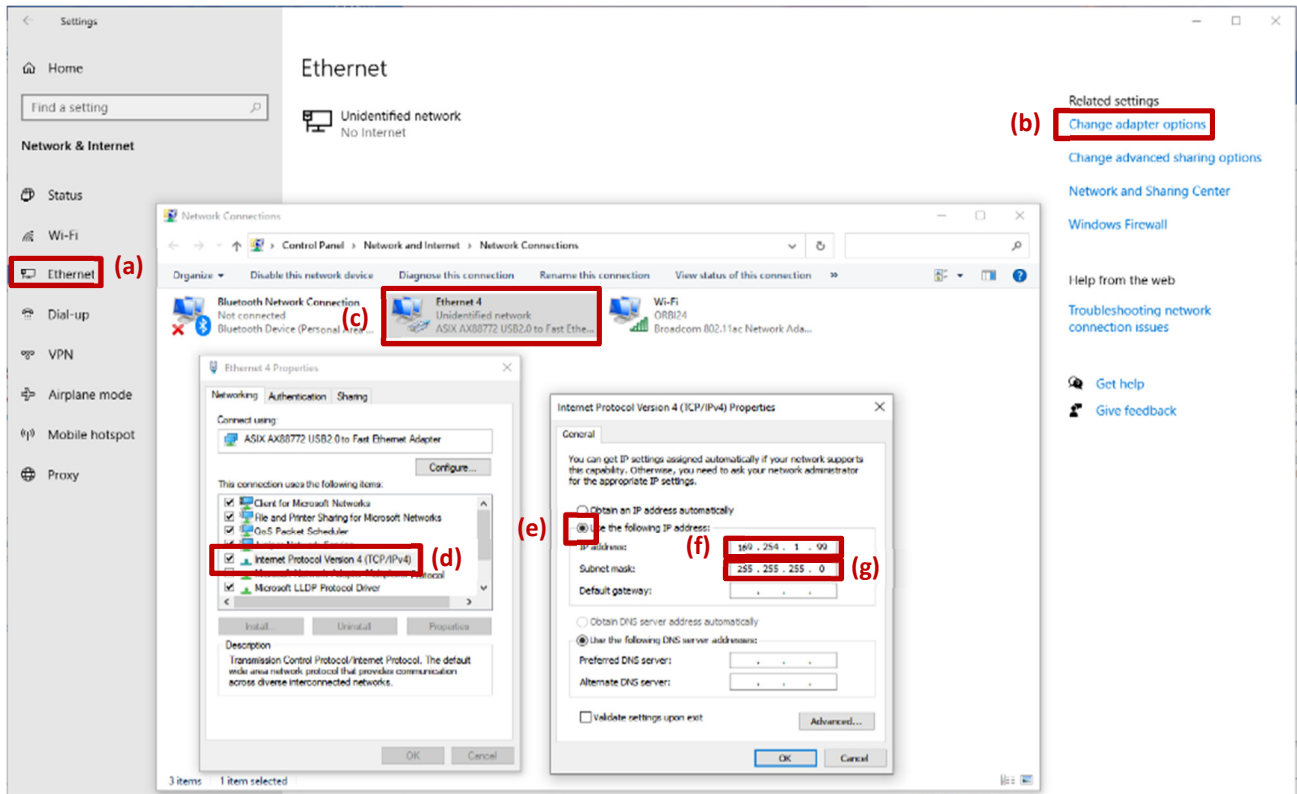 Settings
Home
Find a setting
Network & Internet
Status
Wi-Fi
Ethernet (a)
Dial-up
VPN
Airplane mode
Mobile hotspot
Proxy
Ethernet
Unidentified network
No Internet
Related settings
(b) Change adapter options
Change advanced sharing options
Network and Sharing Center
Windows Firewall
Help from the web
Troubleshooting network
connection issues
Get help
Give feedback
Network Connections
Control Panel > Network and Internet > Network Connections
Organize Disable this network device Diagnose this connection Rename this connection View status of this connection »
Bluetooth Network Connection
Not connected
Bluetooth Device (Personal Area ...
(c)
Ethernet 4
Unidentified network
ASIX AX88772 USB2.0 to Fast Ethe...
Wi-Fi
ORBI24
Broadcom 802.11ac Network Ada...
Ethernet 4 Properties
Networking Authentication Sharing
Connect using:
ASIX AX88772 USB2.0 to Fast Ethernet Adapter
Configure...
This connection uses the following items:
Client for Microsoft Networks
File and Printer Sharing for Microsoft Networks
QoS Packet Scheduler
Internet Protocol Version 4 (TCP/IPv4) (d)
Protocol
Microsoft LLDP Protocol Driver
Install... Uninstall Properties
Description
Transmission Control Protocol/Internet Protocol. The default
wide area network protocol that provides communication
across diverse interconnected networks.
OK Cancel
Internet Protocol Version 4 (TCP/IPv4) Properties
General
You can get IP settings assigned automatically if your network supports
this capability. Otherwise, you need to ask your network administrator
for the appropriate IP settings.
Obtain an IP address automatically
(e) Use the following IP address:
IP address: (f) 169 . 254 . 1 . 99
Subnet mask: 255 . 255 . 255 . 0 (g)
Default gateway: . . .
Obtain DNS server address automatically
Use the following DNS server addresses:
Preferred DNS server: . . .
Alternate DNS server: . . .
Validate settings upon exit
Advanced...
OK Cancel
3 items 1 item selected